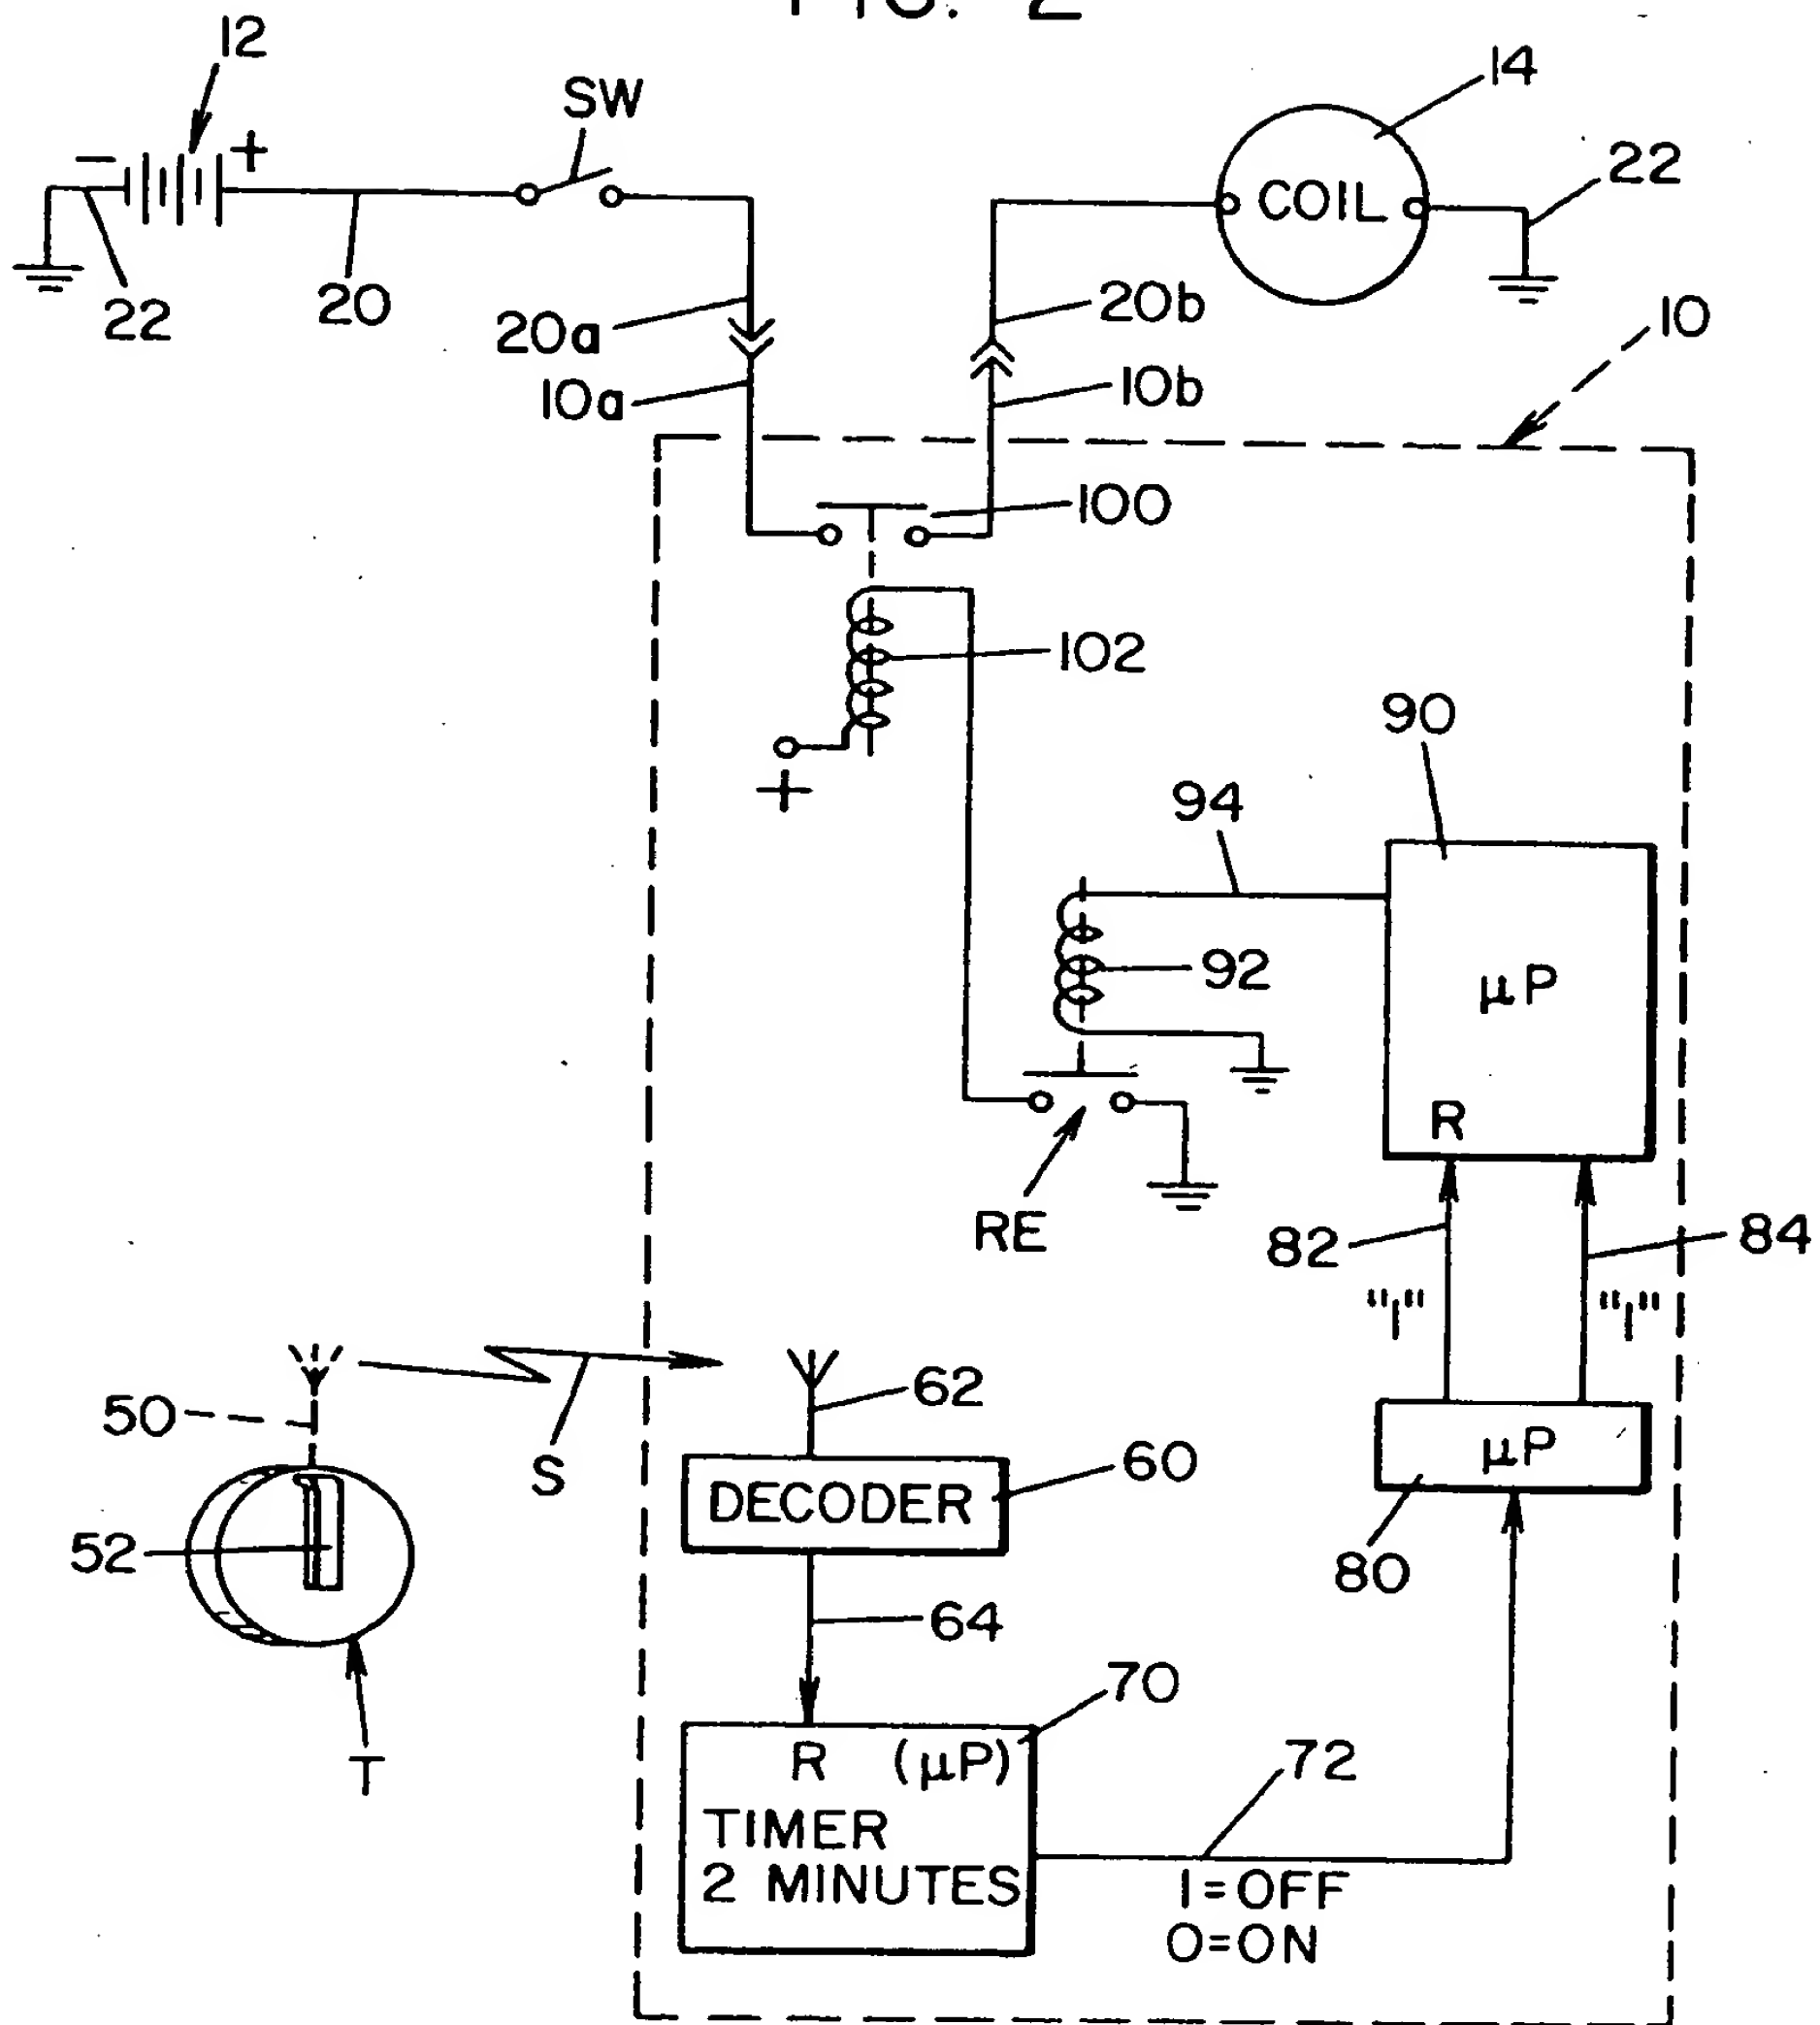 FIG. 2
12
SW
14
COIL
22
− +
22
20
20a
20b
10
10a
10b
100
102
+
90
94
92
μP
R
RE
82
84
"1" "1"
50
S
62
DECODER
60
μP
80
52
64
T
70
R (μP)
TIMER
2 MINUTES
72
1=OFF
0=ON